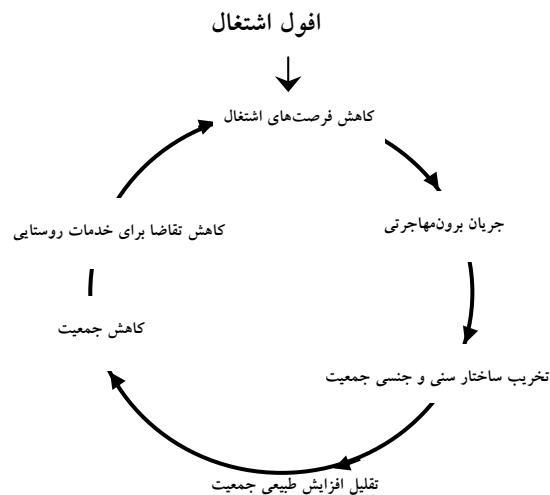 افول اشتغال
کاهش فرصت‌های اشتغال
جریان برون‌مهاجرتی
تخریب ساختار سنی و جنسی جمعیت
تقلیل افزایش طبیعی جمعیت
کاهش جمعیت
کاهش تقاضا برای خدمات روستایی